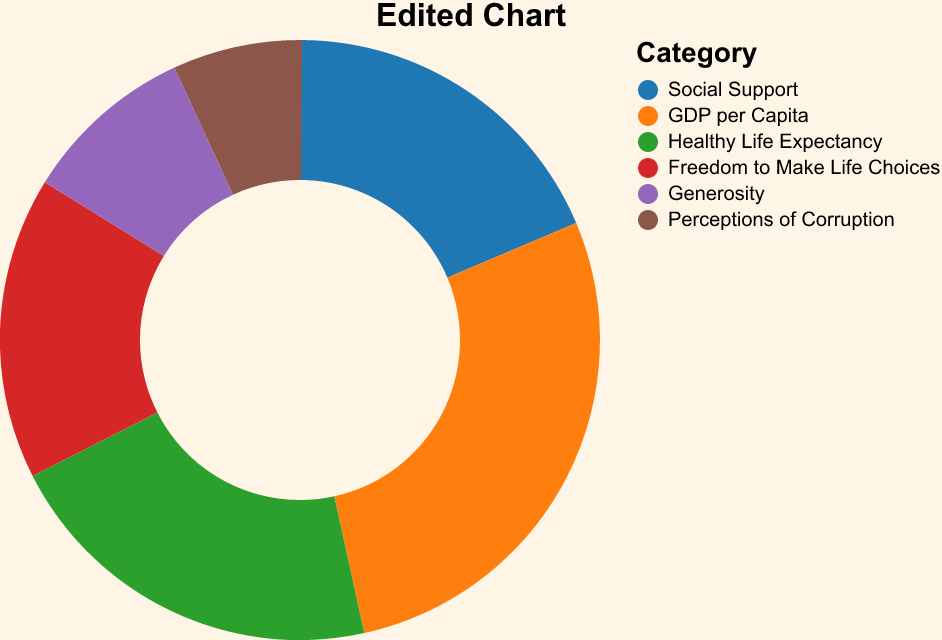 Edited Chart
Category
Social Support
GDP per Capita
Healthy Life Expectancy
Freedom to Make Life Choices
Generosity
Perceptions of Corruption